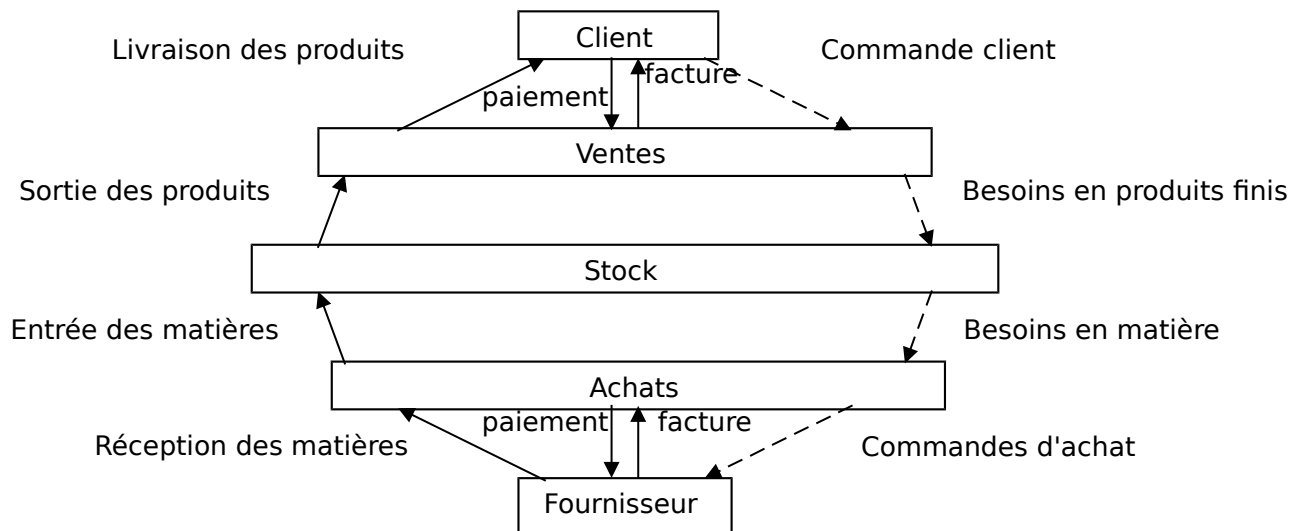 Client
Livraison des produits
Commande client
facture
paiement
Ventes
Sortie des produits
Besoins en produits finis
Stock
Entrée des matières
Besoins en matière
Achats
paiement
facture
Réception des matières
Commandes d'achat
Fournisseur